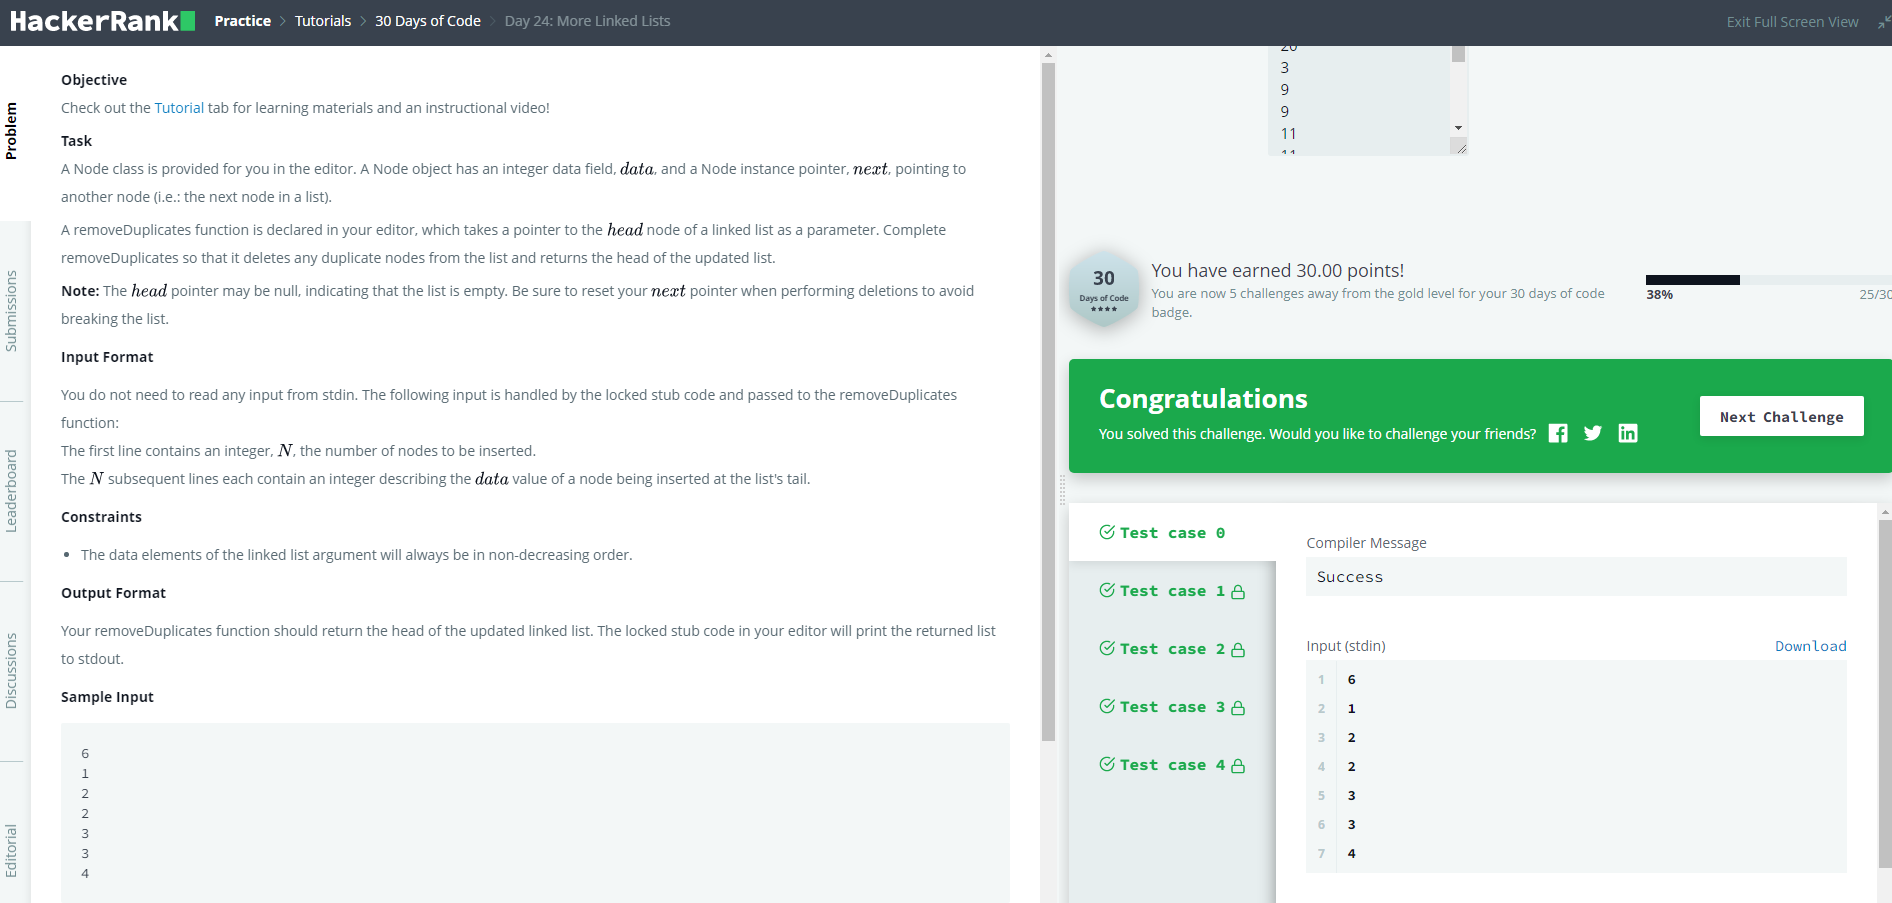 HackerRank
Practice > Tutorials > 30 Days of Code > Day 24: More Linked Lists
Exit Full Screen View
Problem
Submissions
Leaderboard
Discussions
Editorial
Objective
Check out the Tutorial tab for learning materials and an instructional video!
Task
A Node class is provided for you in the editor. A Node object has an integer data field, data, and a Node instance pointer, next, pointing to
another node (i.e.: the next node in a list).
A removeDuplicates function is declared in your editor, which takes a pointer to the head node of a linked list as a parameter. Complete
removeDuplicates so that it deletes any duplicate nodes from the list and returns the head of the updated list.
Note: The head pointer may be null, indicating that the list is empty. Be sure to reset your next pointer when performing deletions to avoid
breaking the list.
Input Format
You do not need to read any input from stdin. The following input is handled by the locked stub code and passed to the removeDuplicates
function:
The first line contains an integer, N, the number of nodes to be inserted.
The N subsequent lines each contain an integer describing the data value of a node being inserted at the list's tail.
Constraints
• The data elements of the linked list argument will always be in non-decreasing order.
Output Format
Your removeDuplicates function should return the head of the updated linked list. The locked stub code in your editor will print the returned list
to stdout.
Sample Input
6
1
2
2
3
3
4
20
3
9
9
11
11
30
Days of Code
★★★★
You have earned 30.00 points!
You are now 5 challenges away from the gold level for your 30 days of code
badge.
38%
25/30
Congratulations
You solved this challenge. Would you like to challenge your friends?
Next Challenge
Test case 0
Test case 1
Test case 2
Test case 3
Test case 4
Compiler Message
Success
Input (stdin)
Download
1 6
2 1
3 2
4 2
5 3
6 3
7 4